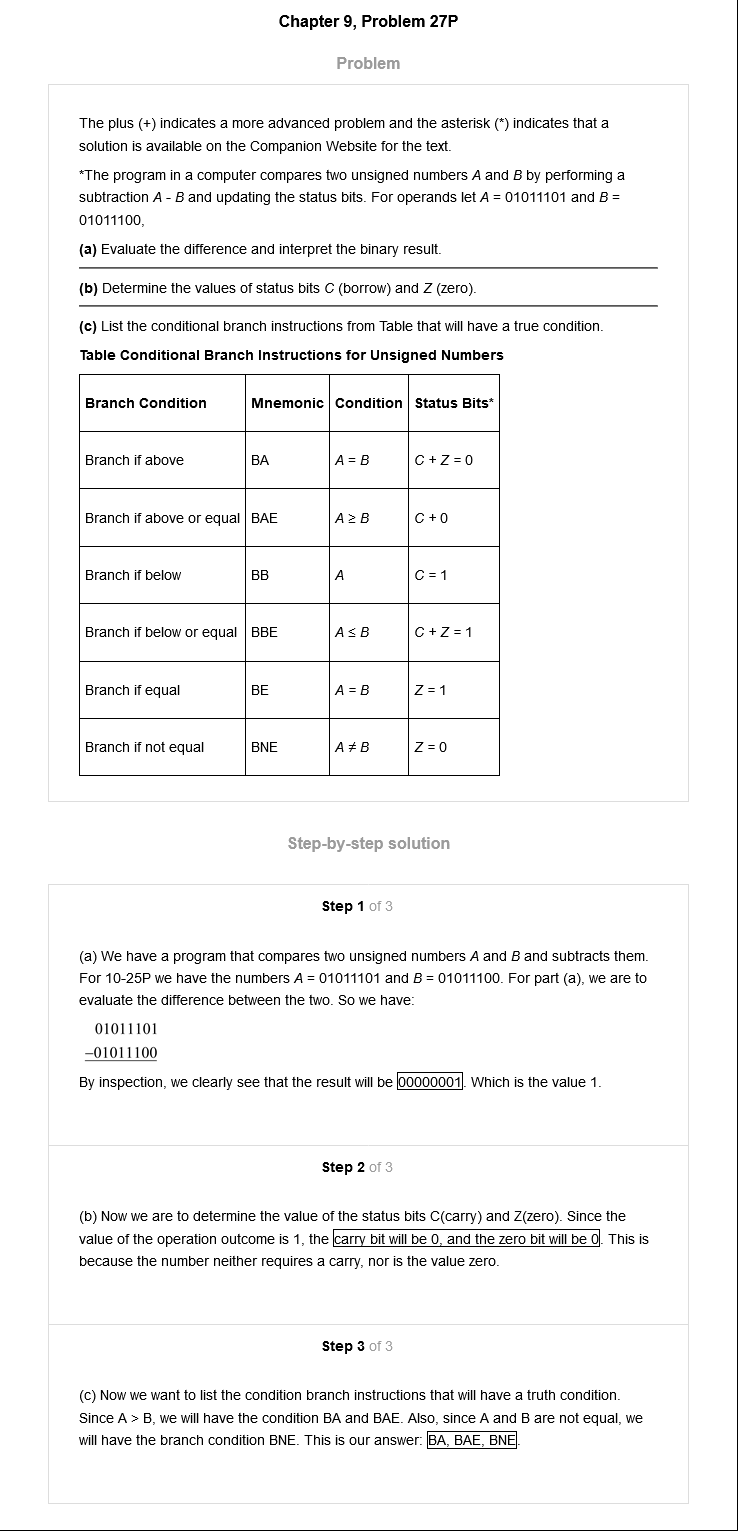 Chapter 9, Problem 27P
Problem
The plus (+) indicates a more advanced problem and the asterisk (*) indicates that a
solution is available on the Companion Website for the text.
*The program in a computer compares two unsigned numbers A and B by performing a
subtraction A - B and updating the status bits. For operands let A = 01011101 and B =
01011100,
(a) Evaluate the difference and interpret the binary result.
(b) Determine the values of status bits C (borrow) and Z (zero).
(c) List the conditional branch instructions from Table that will have a true condition.
Table Conditional Branch Instructions for Unsigned Numbers
Branch Condition Mnemonic Condition Status Bits*
Branch if above BA A = B C + Z = 0
Branch if above or equal BAE A ≥ B C + 0
Branch if below BB A C = 1
Branch if below or equal BBE A ≤ B C + Z = 1
Branch if equal BE A = B Z = 1
Branch if not equal BNE A ≠ B Z = 0
Step-by-step solution
Step 1 of 3
(a) We have a program that compares two unsigned numbers A and B and subtracts them.
For 10-25P we have the numbers A = 01011101 and B = 01011100. For part (a), we are to
evaluate the difference between the two. So we have:
01011101
−01011100
By inspection, we clearly see that the result will be 00000001. Which is the value 1.
Step 2 of 3
(b) Now we are to determine the value of the status bits C(carry) and Z(zero). Since the
value of the operation outcome is 1, the carry bit will be 0, and the zero bit will be 0. This is
because the number neither requires a carry, nor is the value zero.
Step 3 of 3
(c) Now we want to list the condition branch instructions that will have a truth condition.
Since A > B, we will have the condition BA and BAE. Also, since A and B are not equal, we
will have the branch condition BNE. This is our answer: BA, BAE, BNE.